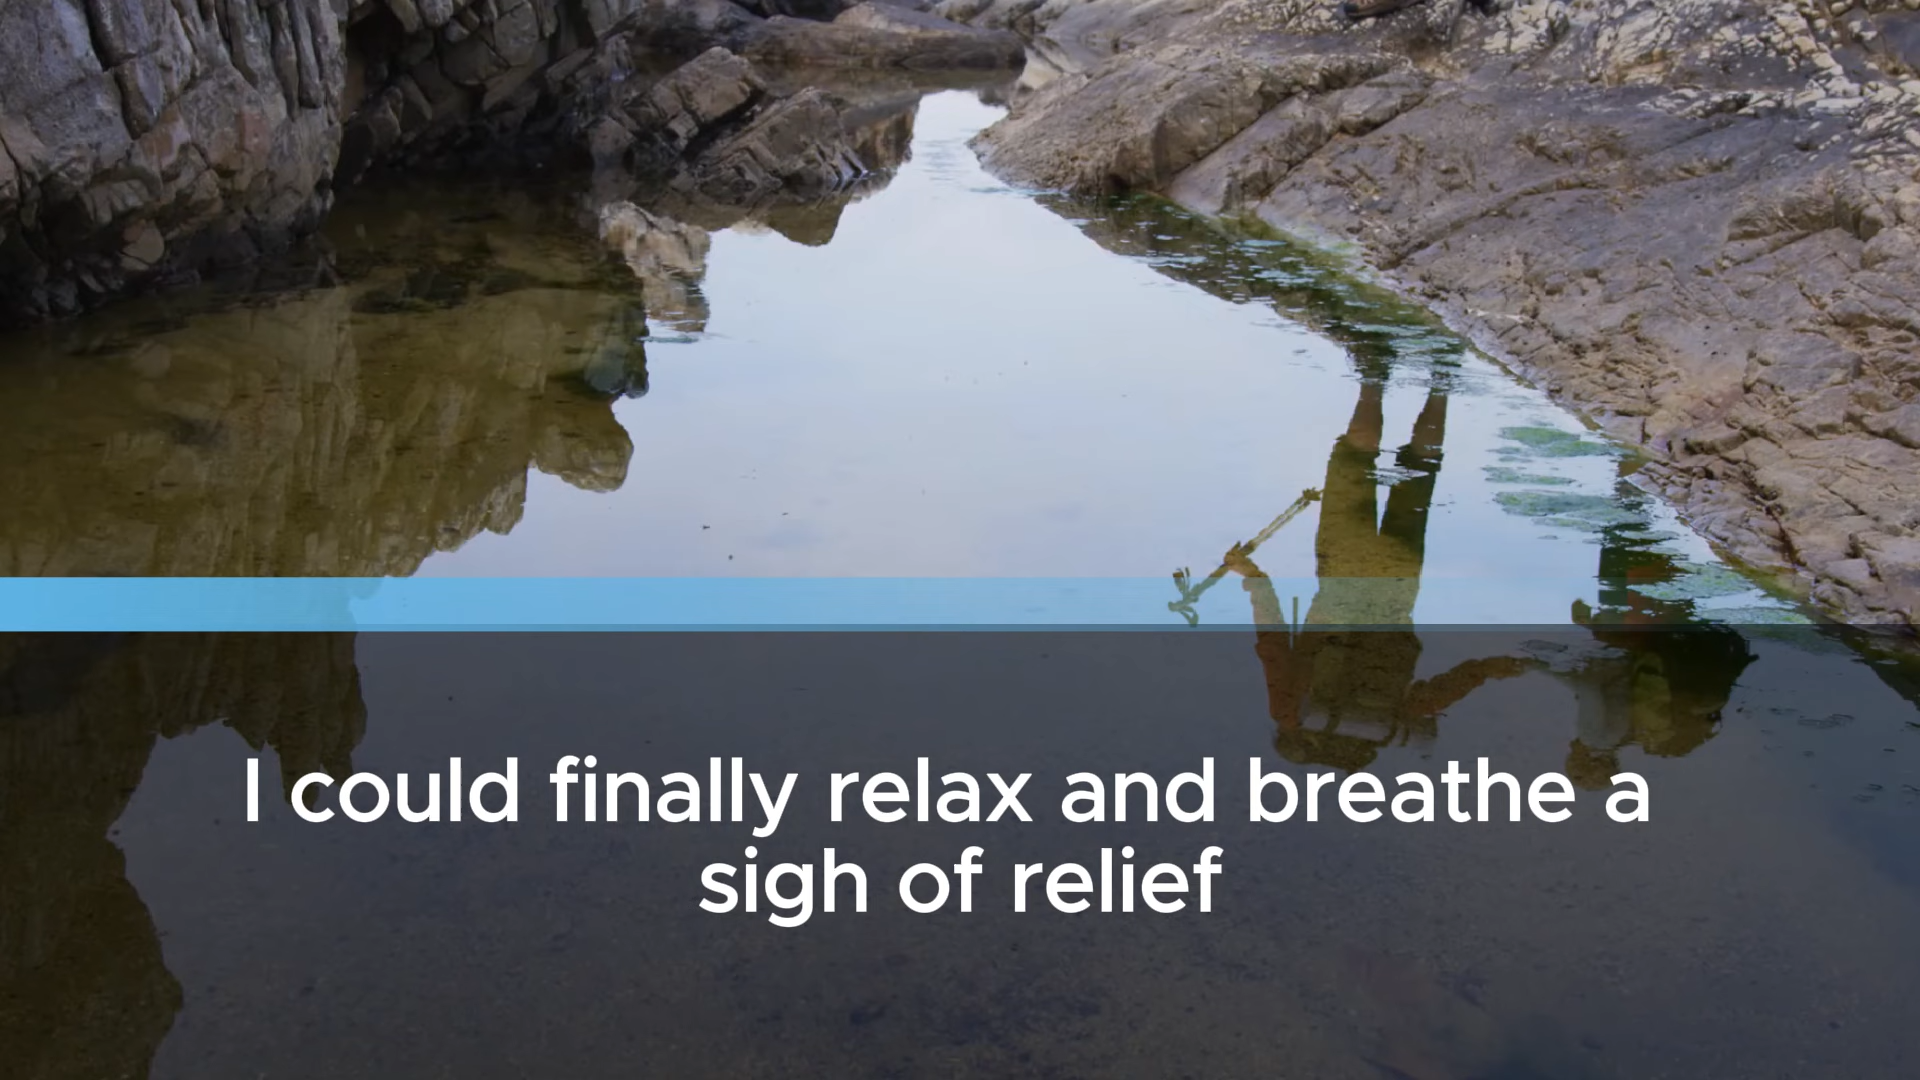 I could finally relax and breathe a
sigh of relief